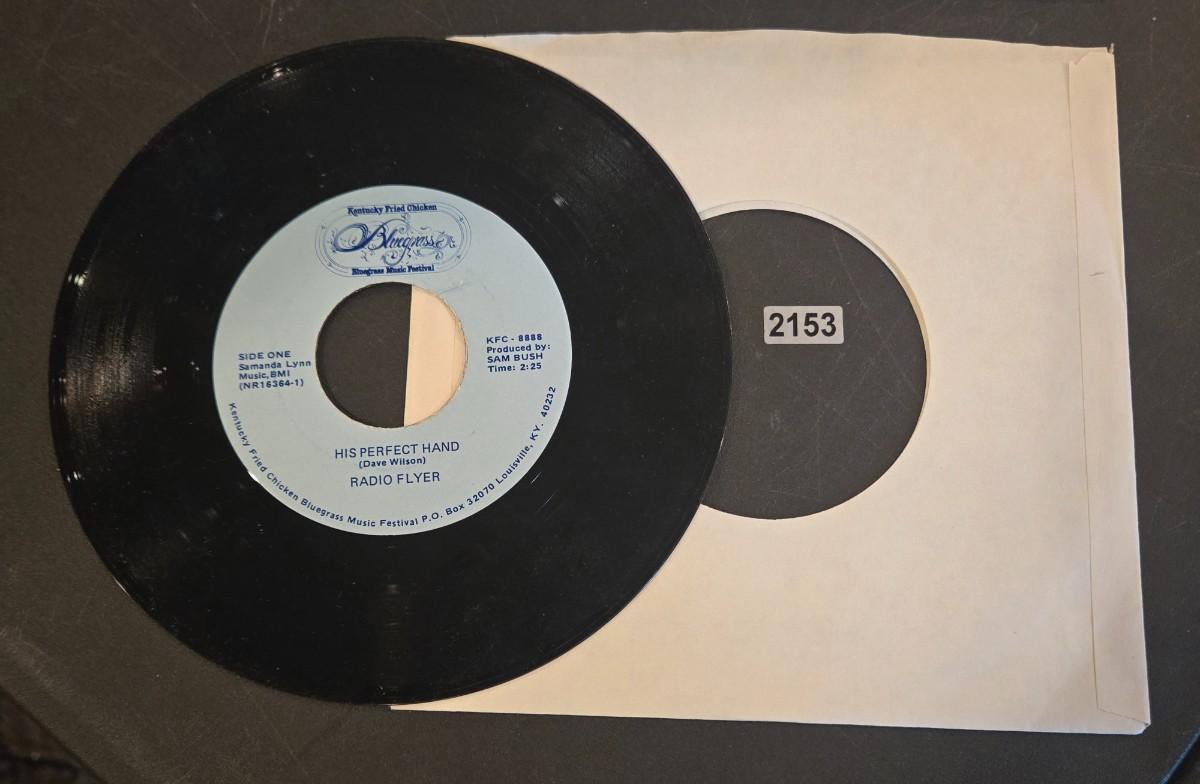 Kentucky Fried Chicken
Bluegrass
Bluegrass Music Festival
SIDE ONE
Samanda Lynn
Music, BMI
(NR16364-1)
KFC - 8888
Produced by:
SAM BUSH
Time: 2:25
HIS PERFECT HAND
(Dave Wilson)
RADIO FLYER
Kentucky Fried Chicken Bluegrass Music Festival P.O. Box 32070 Louisville, KY. 40232
2153